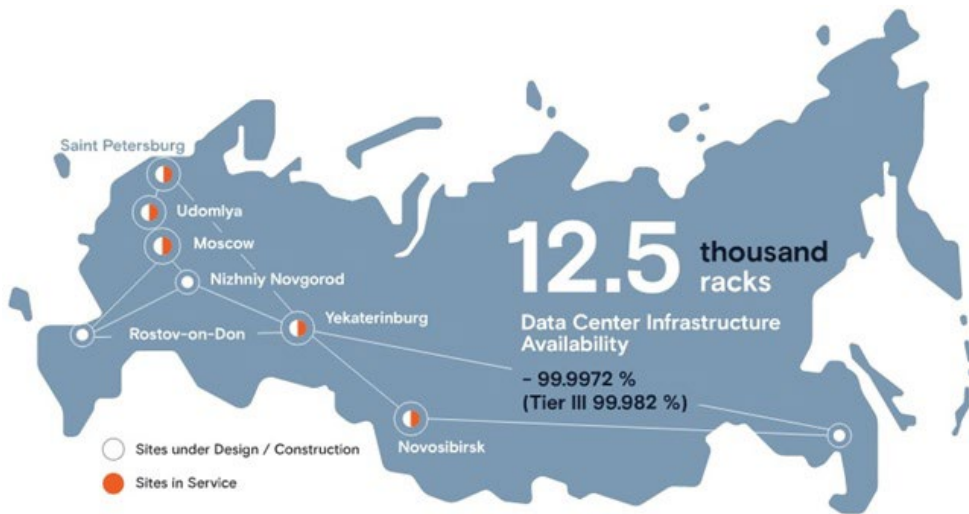 Saint Petersburg
Udomlya
Moscow
Nizhniy Novgorod
Rostov-on-Don
Yekaterinburg
Novosibirsk
12.5 thousand
racks
Data Center Infrastructure
Availability
- 99.9972 %
(Tier III 99.982 %)
Sites under Design / Construction
Sites in Service